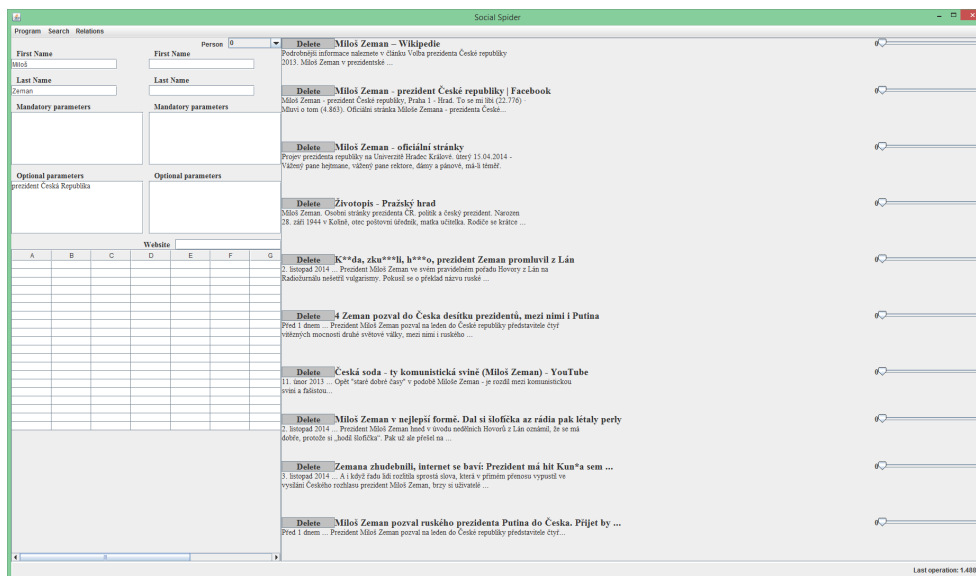 Social Spider
Program Search Relations
Person 0
First Name First Name
Miloš
Last Name Last Name
Zeman
Mandatory parameters Mandatory parameters
Optional parameters Optional parameters
prezident Česká Republika
Website
A B C D E F G
Delete Miloš Zeman – Wikipedie 0
Podrobnější informace naleznete v článku Volba prezidenta České republiky
2013. Miloš Zeman v prezidentské ...
Delete Miloš Zeman - prezident České republiky | Facebook 0
Miloš Zeman - prezident České republiky, Praha 1 - Hrad. To se mi líbí (22.776) ·
Mluví o tom (4.863). Oficiální stránka Miloše Zemana - prezidenta České...
Delete Miloš Zeman - oficiální stránky 0
Projev prezidenta republiky na Univerzitě Hradec Králové. úterý 15.04.2014 -
Vážený pane hejtmane, vážený pane rektore, dámy a pánové, má-li téměř.
Delete Životopis - Pražský hrad 0
Miloš Zeman. Osobní stránky prezidenta ČR. politik a český prezident. Narozen
28. září 1944 v Kolíně, otec poštovní úředník, matka učitelka. Rodiče se krátce ...
Delete K**da, zku***li, h***o, prezident Zeman promluvil z Lán 0
2. listopad 2014 ... Prezident Miloš Zeman ve svém pravidelném pořadu Hovory z Lán na
Radiožurnálu nešetřil vulgarismy. Pokusil se o překlad názvu ruské ...
Delete 4 Zeman pozval do Česka desítku prezidentů, mezi nimi i Putina 0
Před 1 dnem ... Prezident Miloš Zeman pozval na leden do České republiky představitele čtyř
vítězných mocností druhé světové války, mezi nimi i ruského ...
Delete Česká soda - ty komunistická svině (Miloš Zeman) - YouTube 0
11. únor 2013 ... Opět "staré dobré časy" v podobě Miloše Zeman - je rozdíl mezi komunistickou
svini a fašistou...
Delete Miloš Zeman v nejlepší formě. Dal si šlofíčka az rádia pak létaly perly 0
2. listopad 2014 ... Prezident Miloš Zeman hned v úvodu nedělních Hovorů z Lán oznámil, že se má
dobře, protože si „hodil šlofíčka“. Pak už ale přešel na ...
Delete Zemana zhudebnili, internet se baví: Prezident má hit Kun*a sem ... 0
3. listopad 2014 ... A i když řadu lidí rozlítila sprostá slova, která v přímém přenosu vypustil ve
vysílání Českého rozhlasu prezident Miloš Zeman, brzy si uživatelé ...
Delete Miloš Zeman pozval ruského prezidenta Putina do Česka. Přijet by ... 0
Před 1 dnem ... Prezident Miloš Zeman pozval na leden do České republiky představitele čtyř...
Last operation: 1.488